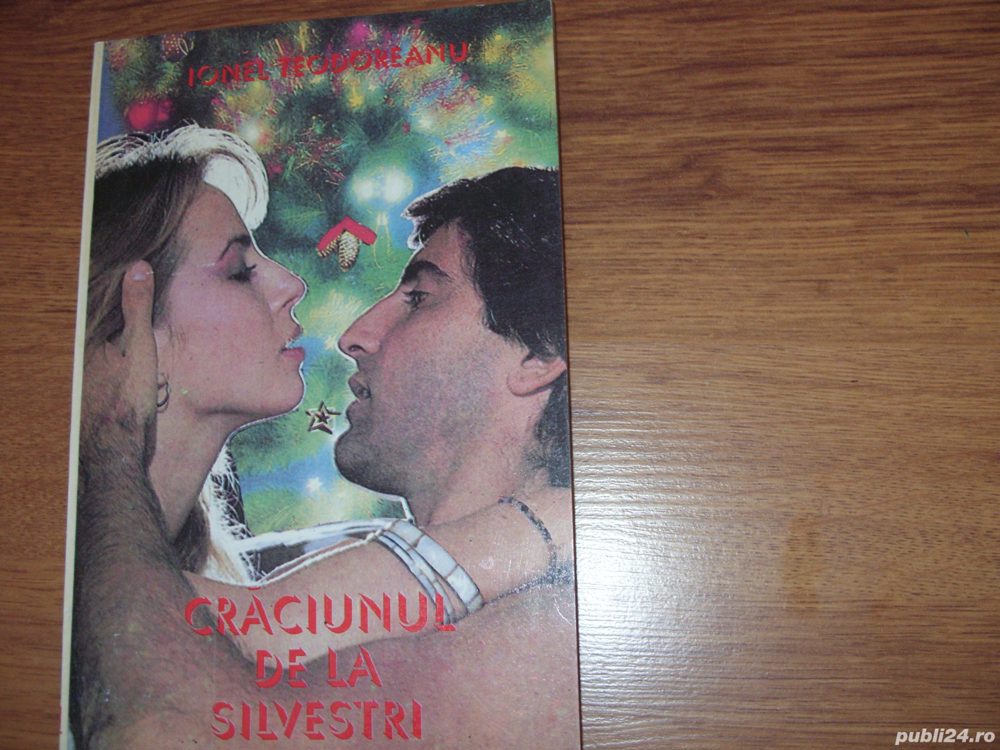 IONEL TEODOREANU
CRĂCIUNUL
DE LA
SILVESTRI
publi24.ro